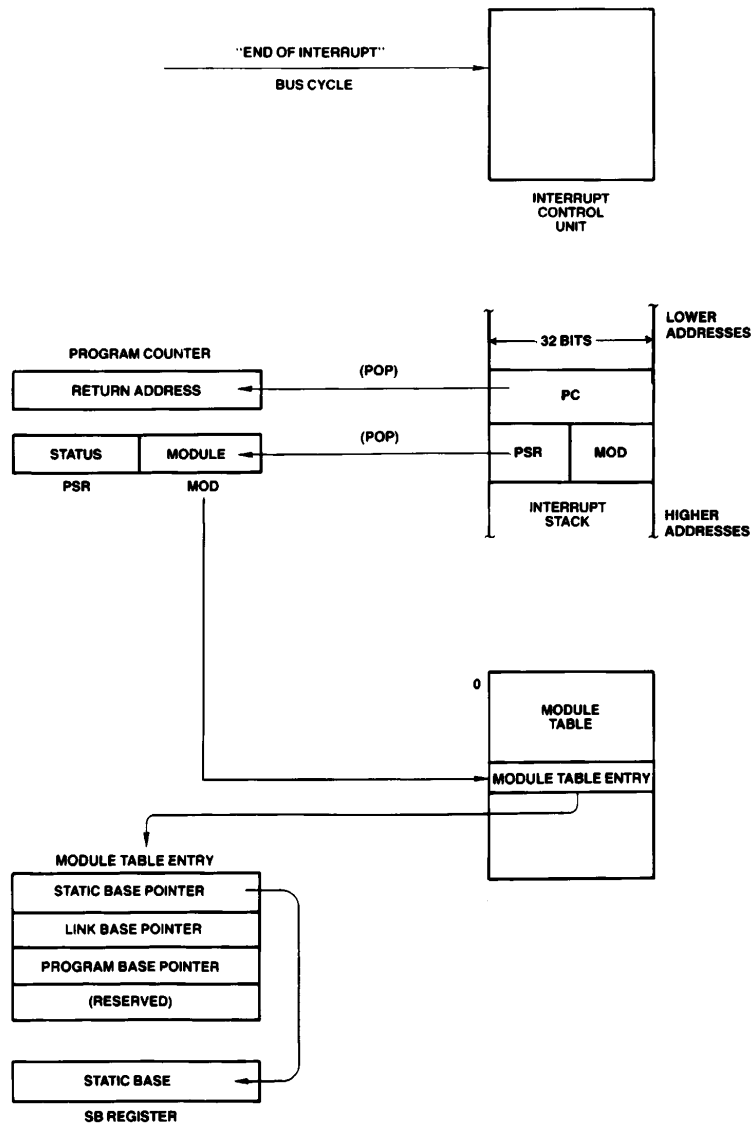 "END OF INTERRUPT"
BUS CYCLE
INTERRUPT
CONTROL
UNIT
LOWER
ADDRESSES
32 BITS
PROGRAM COUNTER
RETURN ADDRESS
(POP)
PC
STATUS
MODULE
(POP)
PSR
MOD
PSR
MOD
INTERRUPT
STACK
HIGHER
ADDRESSES
0
MODULE
TABLE
MODULE TABLE ENTRY
MODULE TABLE ENTRY
STATIC BASE POINTER
LINK BASE POINTER
PROGRAM BASE POINTER
(RESERVED)
STATIC BASE
SB REGISTER